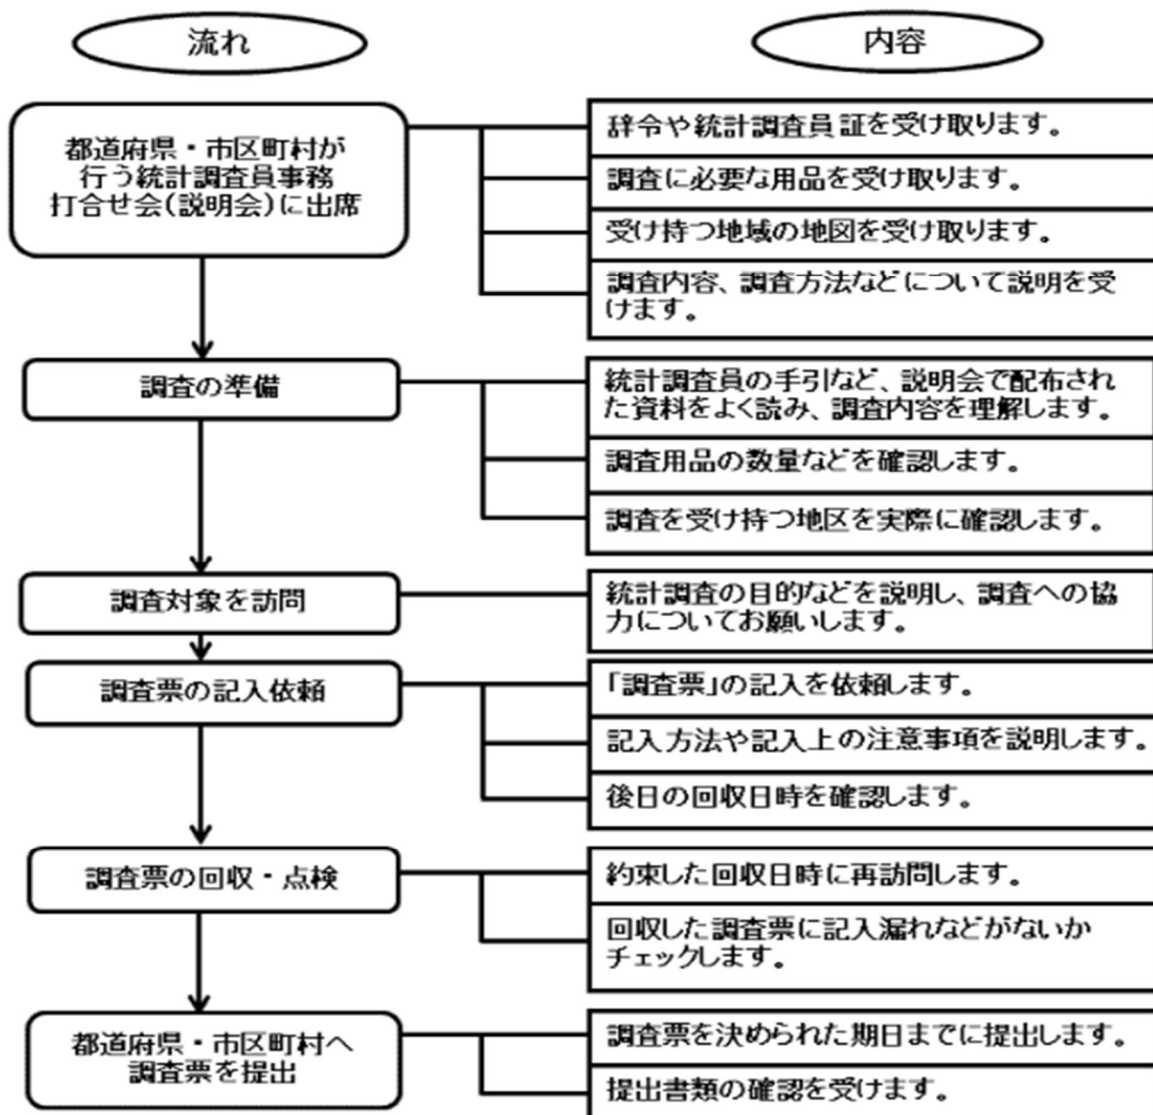 流れ
内容
都道府県・市区町村が
行う統計調査員事務
打合せ会(説明会)に出席
辞令や統計調査員証を受け取ります。
調査に必要な用品を受け取ります。
受け持つ地域の地図を受け取ります。
調査内容、調査方法などについて説明を受
けます。
調査の準備
統計調査員の手引など、説明会で配布され
た資料をよく読み、調査内容を理解します。
調査用品の数量などを確認します。
調査を受け持つ地区を実際に確認します。
調査対象を訪問
統計調査の目的などを説明し、調査への協
力についてお願いします。
調査票の記入依頼
「調査票」の記入を依頼します。
記入方法や記入上の注意事項を説明します。
後日の回収日時を確認します。
調査票の回収・点検
約束した回収日時に再訪問します。
回収した調査票に記入漏れなどがないか
チェックします。
都道府県・市区町村へ
調査票を提出
調査票を決められた期日までに提出します。
提出書類の確認を受けます。